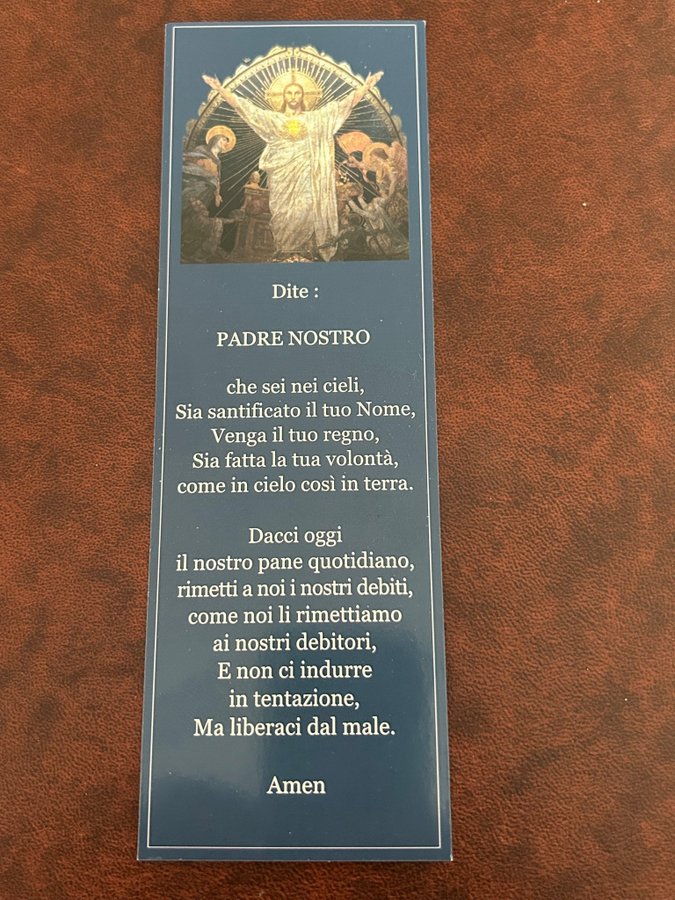 Dite :
PADRE NOSTRO
che sei nei cieli,
Sia santificato il tuo Nome,
Venga il tuo regno,
Sia fatta la tua volontà,
come in cielo così in terra.
Dacci oggi
il nostro pane quotidiano,
rimetti a noi i nostri debiti,
come noi li rimettiamo
ai nostri debitori,
E non ci indurre
in tentazione,
Ma liberaci dal male.
Amen